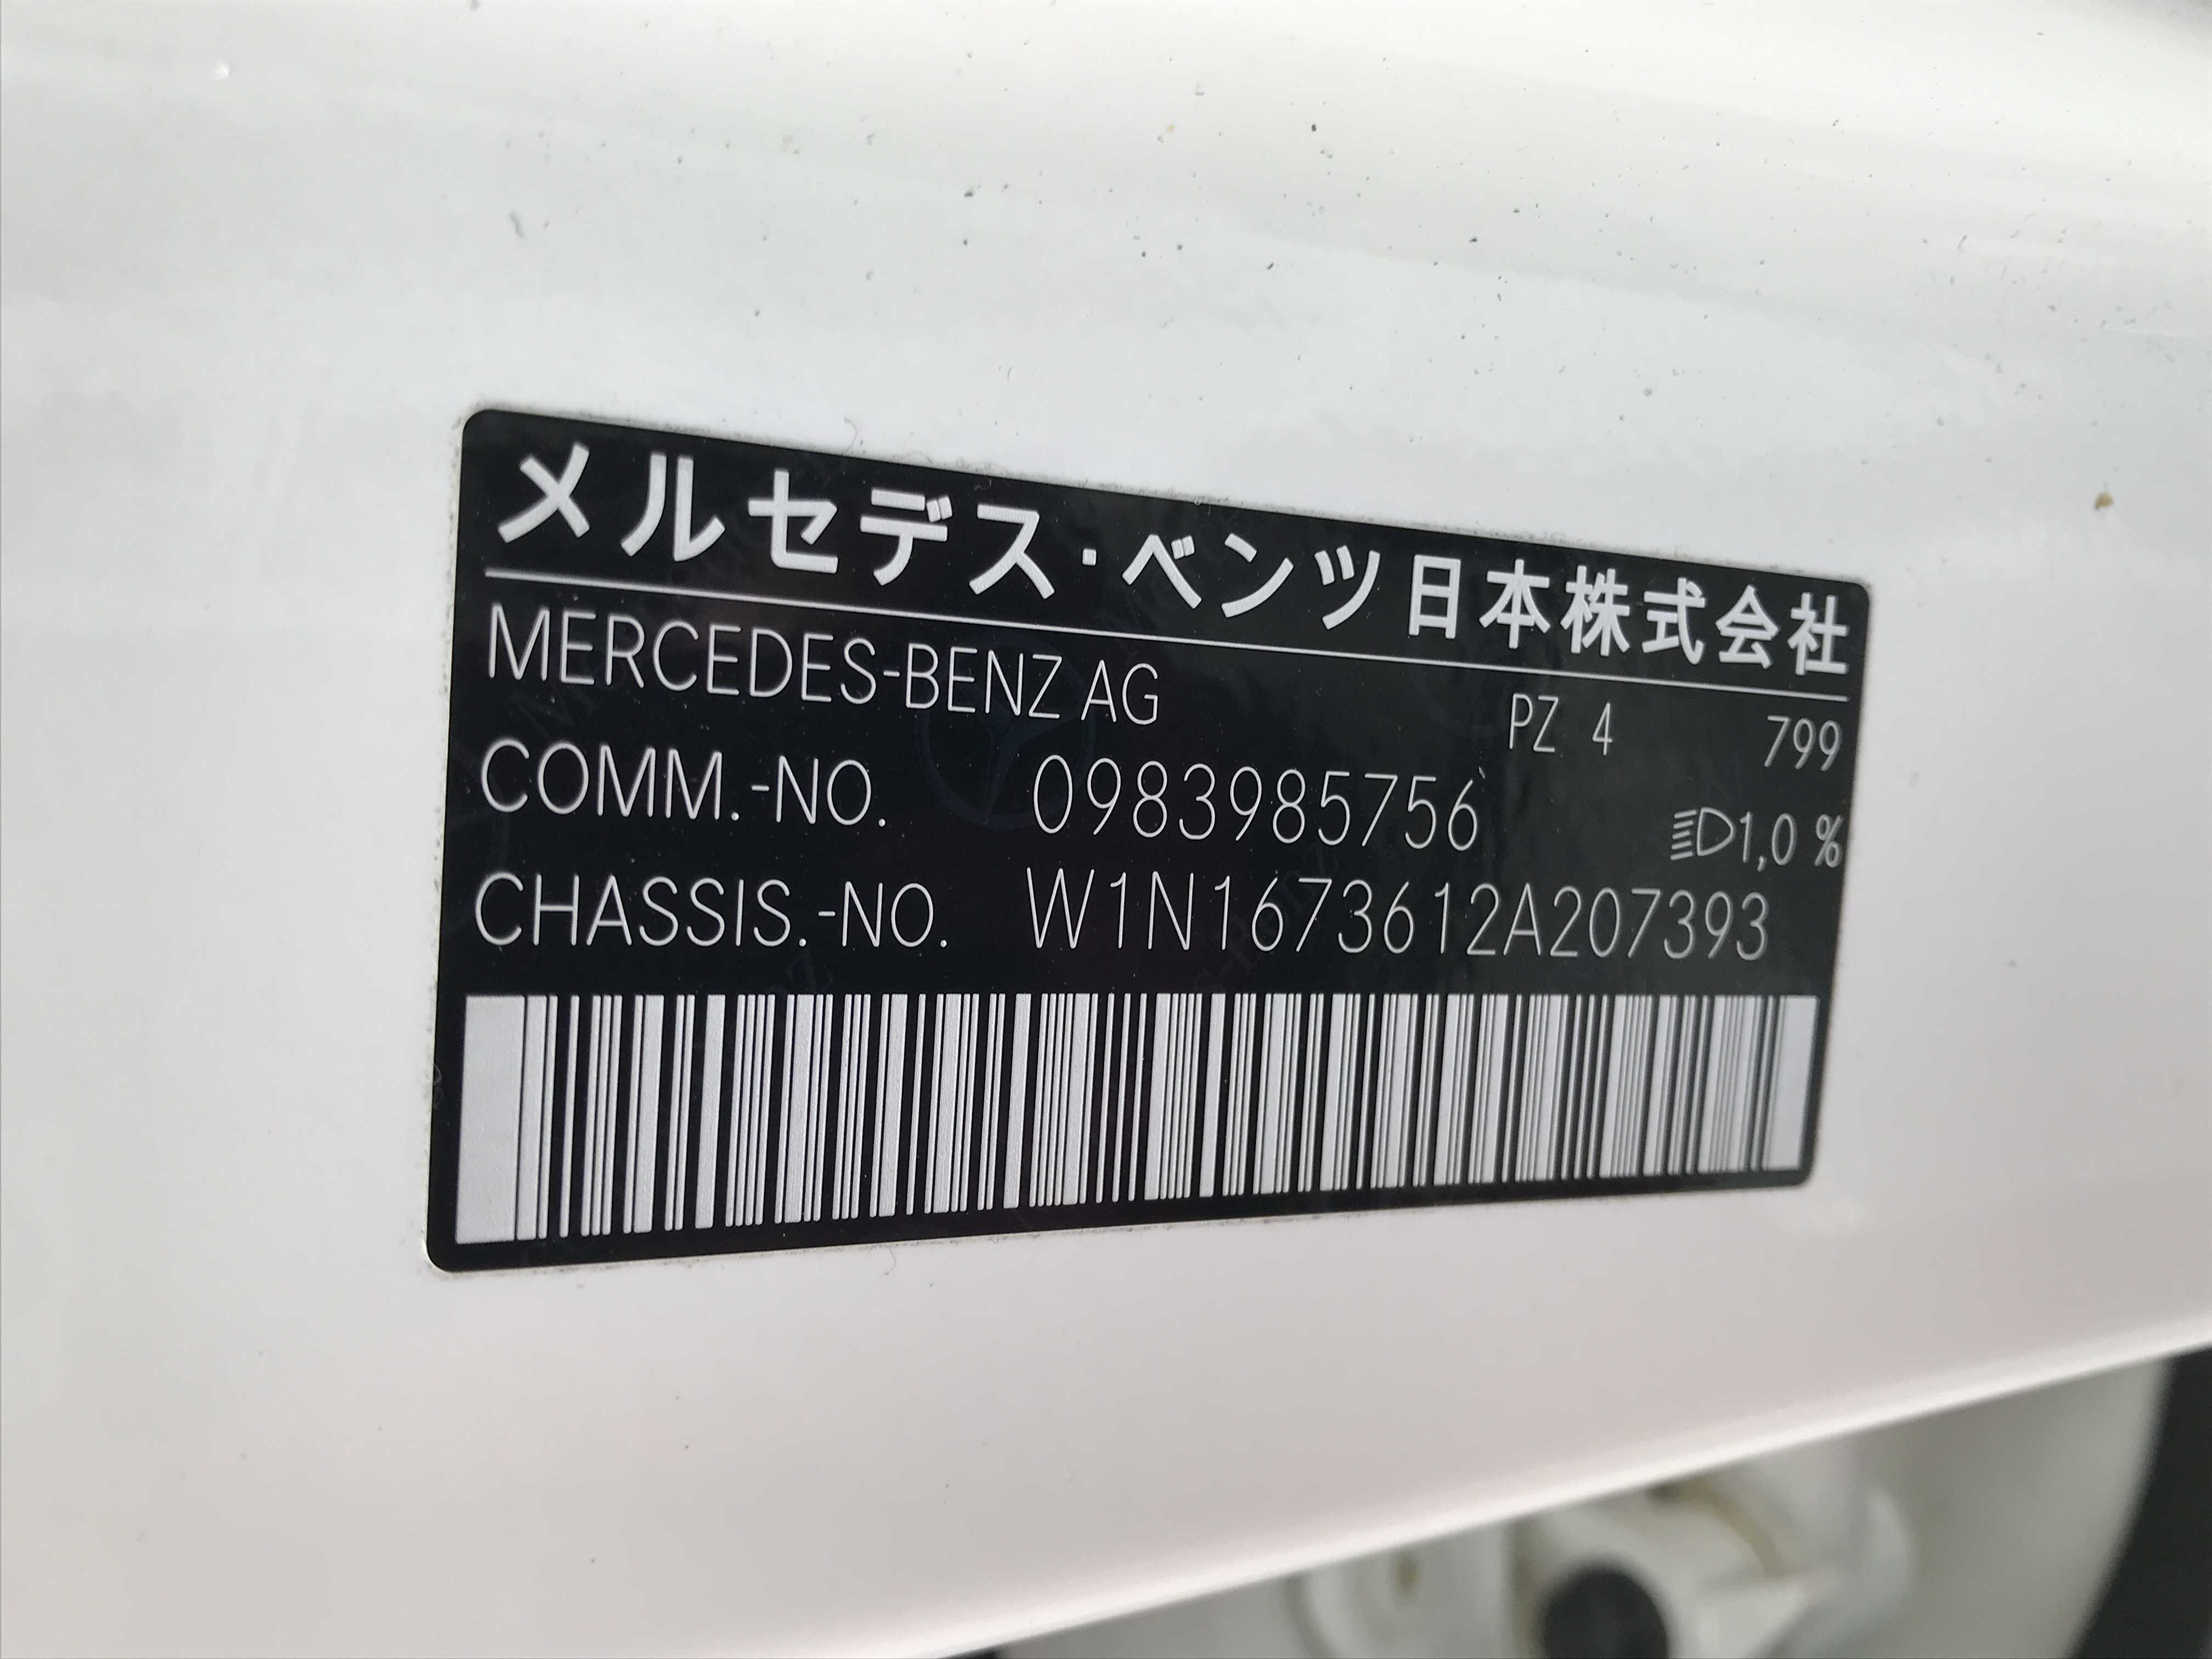 メルセデス・ベンツ日本株式会社
MERCEDES-BENZ AG PZ 4 799
COMM.-NO. 0983985756 1,0 %
CHASSIS.-NO. W1N1673612A207393